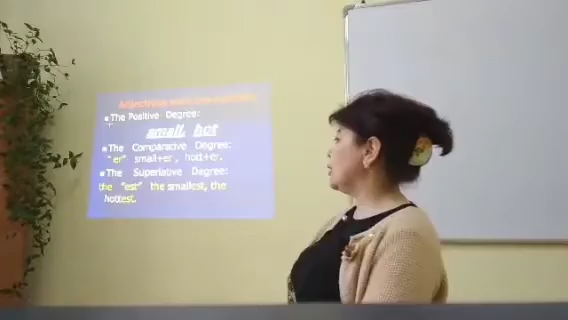 Adjectives
• The Positive Degree:
small, hot
• The Comparative Degree:
"er" small+er, hot+er.
• The Superlative Degree:
the "est" the smallest, the
hottest.